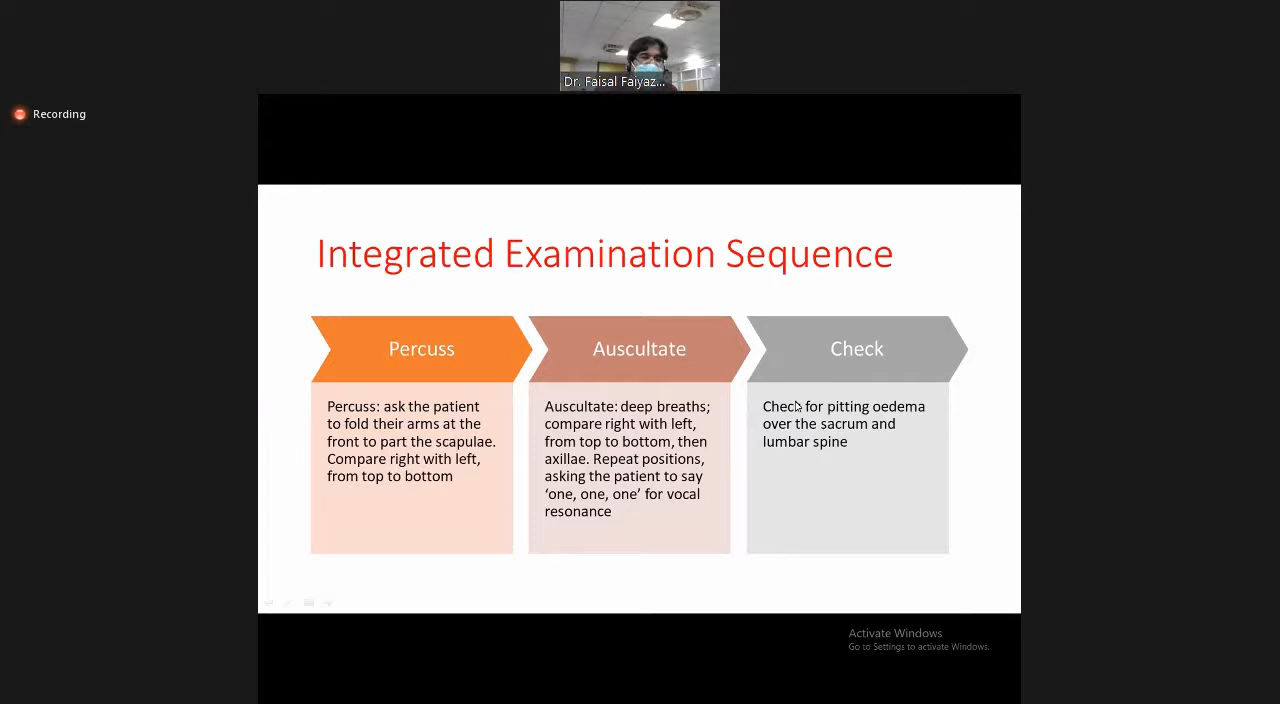 Dr. Faisal Faiyaz...
Recording
Integrated Examination Sequence
Percuss
Auscultate
Check
Percuss: ask the patient
to fold their arms at the
front to part the scapulae.
Compare right with left,
from top to bottom
Auscultate: deep breaths;
compare right with left,
from top to bottom, then
axillae. Repeat positions,
asking the patient to say
‘one, one, one’ for vocal
resonance
Check for pitting oedema
over the sacrum and
lumbar spine
Activate Windows
Go to Settings to activate Windows.